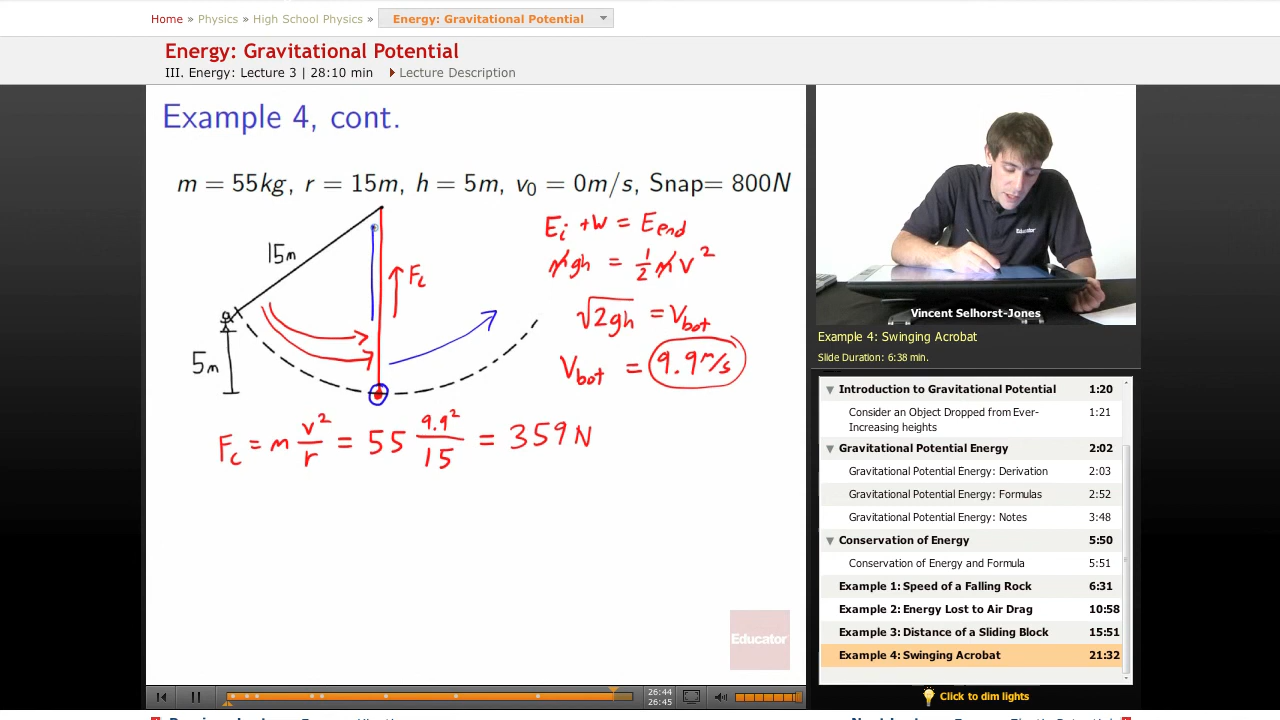 Home » Physics » High School Physics » Energy: Gravitational Potential
Energy: Gravitational Potential
III. Energy: Lecture 3 | 28:10 min Lecture Description
Example 4, cont.
m = 55kg, r = 15m, h = 5m, v₀ = 0m/s, Snap= 800N
15m
5m
Fc
Ei + W = Eend
mgh = 1/2 mv²
√2gh = Vbot
Vbot = 9.9 m/s
Fc = m v²/r = 55 9.9²/15 = 359N
Educator
Educator
Vincent Selhorst-Jones
Example 4: Swinging Acrobat
Slide Duration: 6:38 min.
Introduction to Gravitational Potential 1:20
Consider an Object Dropped from Ever- 1:21
Increasing heights
Gravitational Potential Energy 2:02
Gravitational Potential Energy: Derivation 2:03
Gravitational Potential Energy: Formulas 2:52
Gravitational Potential Energy: Notes 3:48
Conservation of Energy 5:50
Conservation of Energy and Formula 5:51
Example 1: Speed of a Falling Rock 6:31
Example 2: Energy Lost to Air Drag 10:58
Example 3: Distance of a Sliding Block 15:51
Example 4: Swinging Acrobat 21:32
26:44
26:45
Click to dim lights